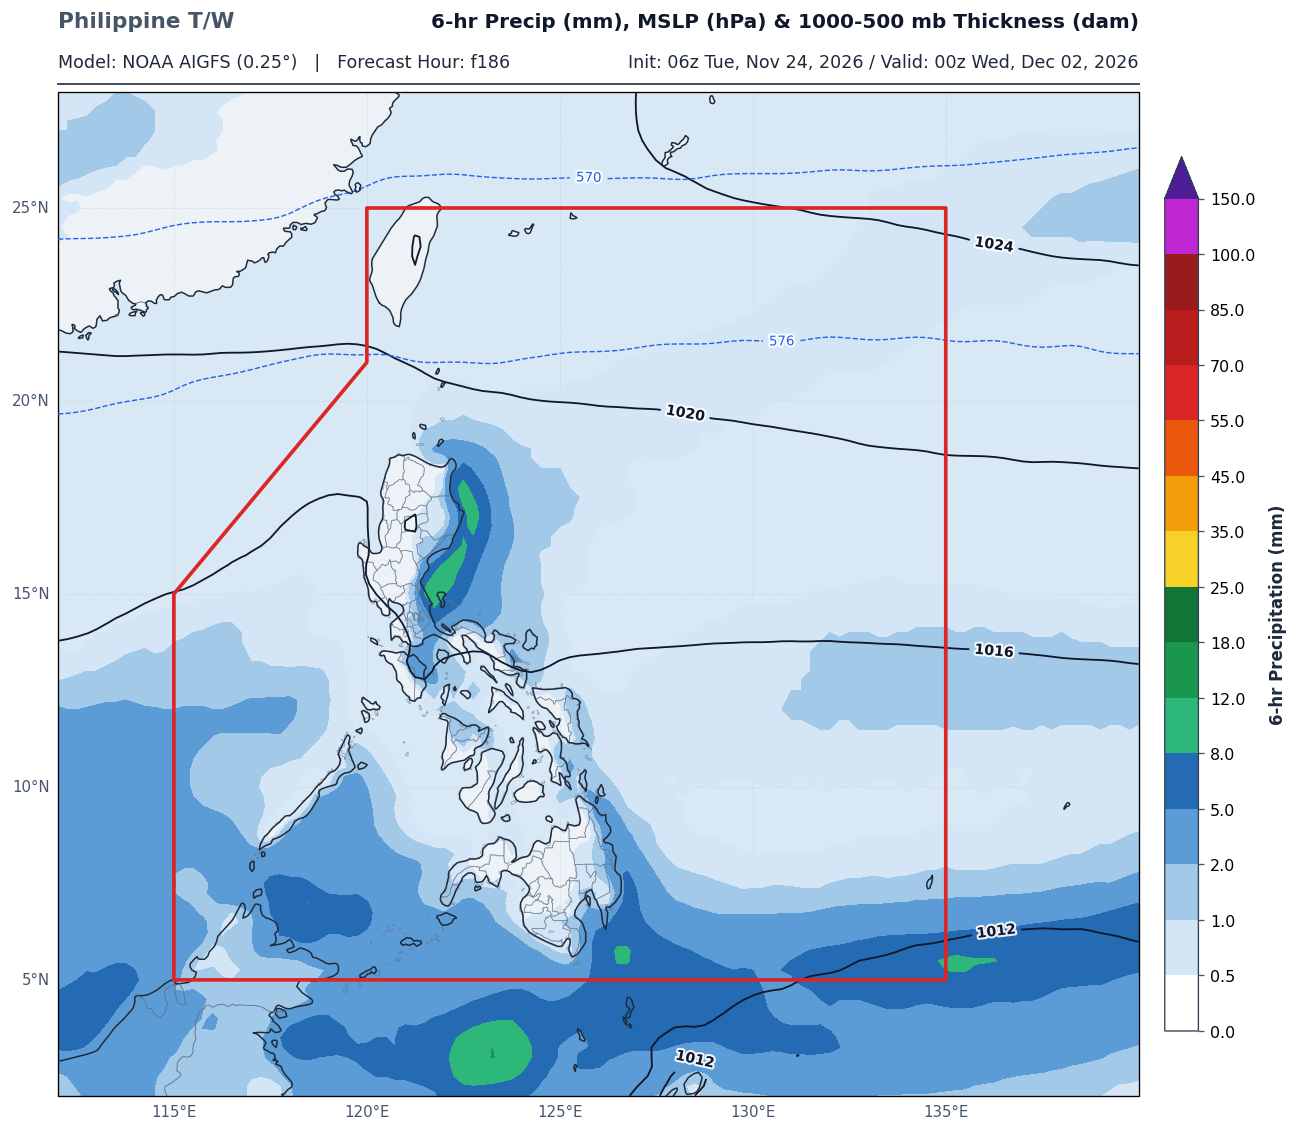 Philippine T/W
6-hr Precip (mm), MSLP (hPa) & 1000-500 mb Thickness (dam)
Model: NOAA AIGFS (0.25°) | Forecast Hour: f186
Init: 06z Tue, Nov 24, 2026 / Valid: 00z Wed, Dec 02, 2026
25°N
20°N
15°N
10°N
5°N
115°E
120°E
125°E
130°E
135°E
570
1024
576
1020
1016
1012
1012
150.0
100.0
85.0
70.0
55.0
45.0
35.0
25.0
18.0
12.0
8.0
5.0
2.0
1.0
0.5
0.0
6-hr Precipitation (mm)